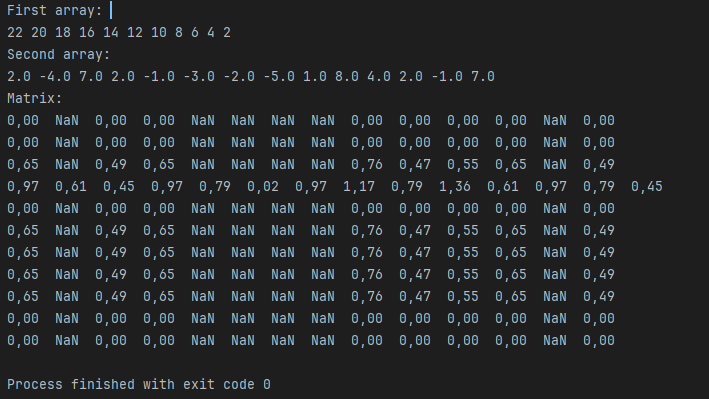 First array:
22 20 18 16 14 12 10 8 6 4 2
Second array:
2.0 -4.0 7.0 2.0 -1.0 -3.0 -2.0 -5.0 1.0 8.0 4.0 2.0 -1.0 7.0
Matrix:
0,00 NaN 0,00 0,00 NaN NaN NaN NaN 0,00 0,00 0,00 0,00 NaN 0,00
0,00 NaN 0,00 0,00 NaN NaN NaN NaN 0,00 0,00 0,00 0,00 NaN 0,00
0,65 NaN 0,49 0,65 NaN NaN NaN NaN 0,76 0,47 0,55 0,65 NaN 0,49
0,97 0,61 0,45 0,97 0,79 0,02 0,97 1,17 0,79 1,36 0,61 0,97 0,79 0,45
0,00 NaN 0,00 0,00 NaN NaN NaN NaN 0,00 0,00 0,00 0,00 NaN 0,00
0,65 NaN 0,49 0,65 NaN NaN NaN NaN 0,76 0,47 0,55 0,65 NaN 0,49
0,65 NaN 0,49 0,65 NaN NaN NaN NaN 0,76 0,47 0,55 0,65 NaN 0,49
0,65 NaN 0,49 0,65 NaN NaN NaN NaN 0,76 0,47 0,55 0,65 NaN 0,49
0,65 NaN 0,49 0,65 NaN NaN NaN NaN 0,76 0,47 0,55 0,65 NaN 0,49
0,00 NaN 0,00 0,00 NaN NaN NaN NaN 0,00 0,00 0,00 0,00 NaN 0,00
0,00 NaN 0,00 0,00 NaN NaN NaN NaN 0,00 0,00 0,00 0,00 NaN 0,00
Process finished with exit code 0